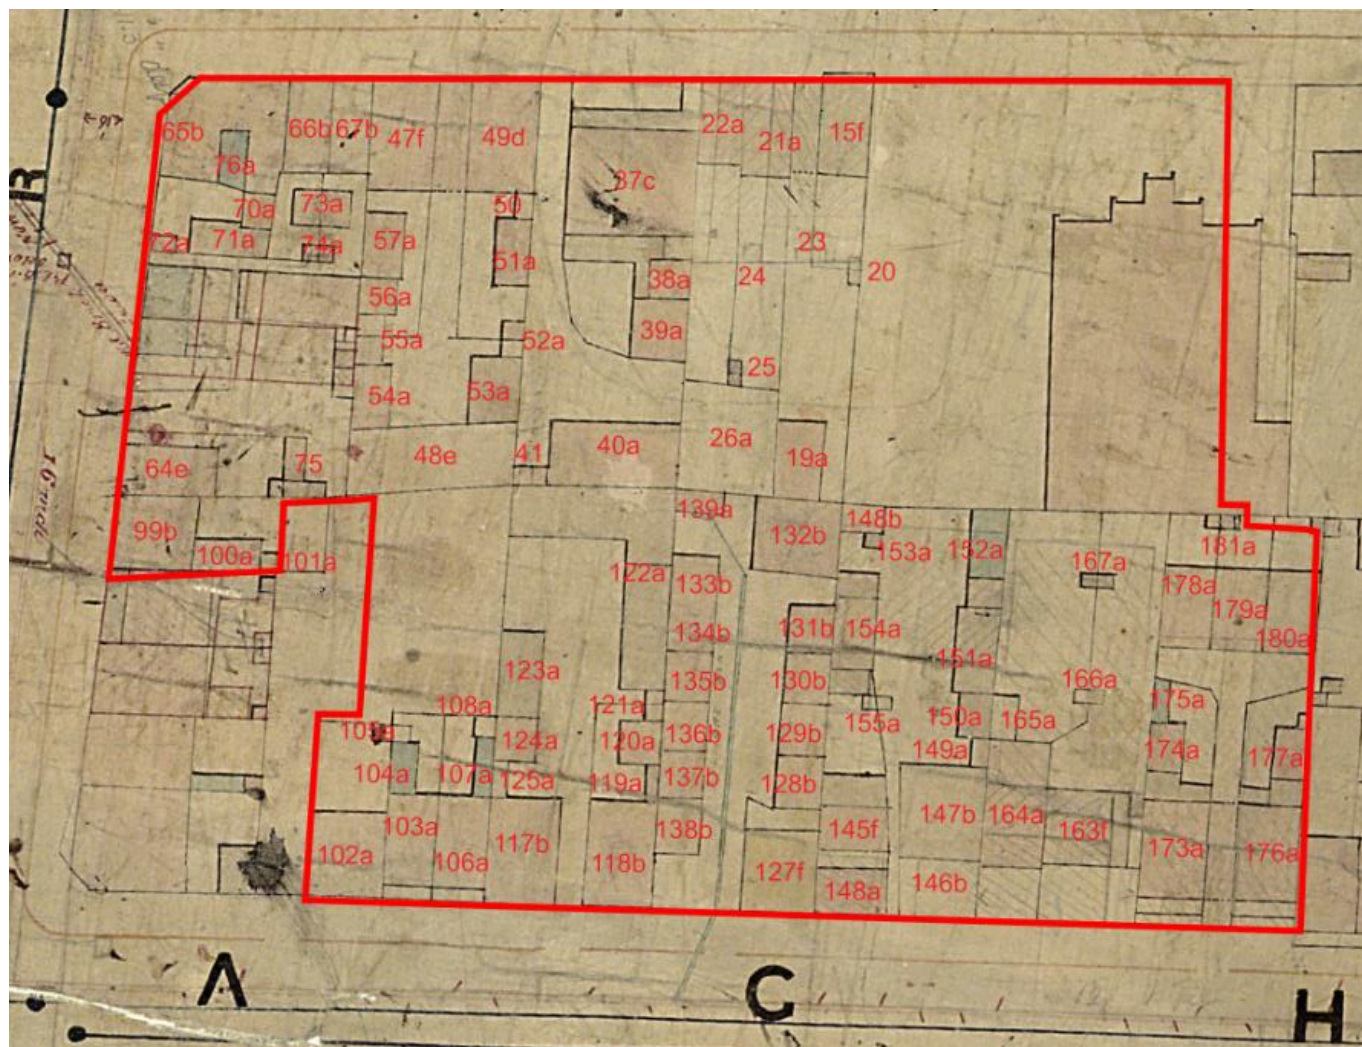 65b 66b 67b 47f 49d 22a 21a 15f
76a 37c
70a 73a 50
72a 71a 74a 57a 51a 23
38a 24 20
56a
55a 52a 39a
54a 53a 25
64e 75 48e 41 40a 26a 19a
16 inch
99b 100a 101a 139a 132b 148b 153a 152a 181a
122a 133b 167a 178a
179a
134b 131b 154a 151a 180a
123a 135b 130b 166a 175a
108a 121a 155a 150a 165a
105a 124a 120a 136b 129b 149a 174a 177a
104a 107a 125a 119a 137b 128b
103a 117b 138b 145f 147b 164a 163f 173a 176a
102a 106a 118b 127f 148a 146b
A C H